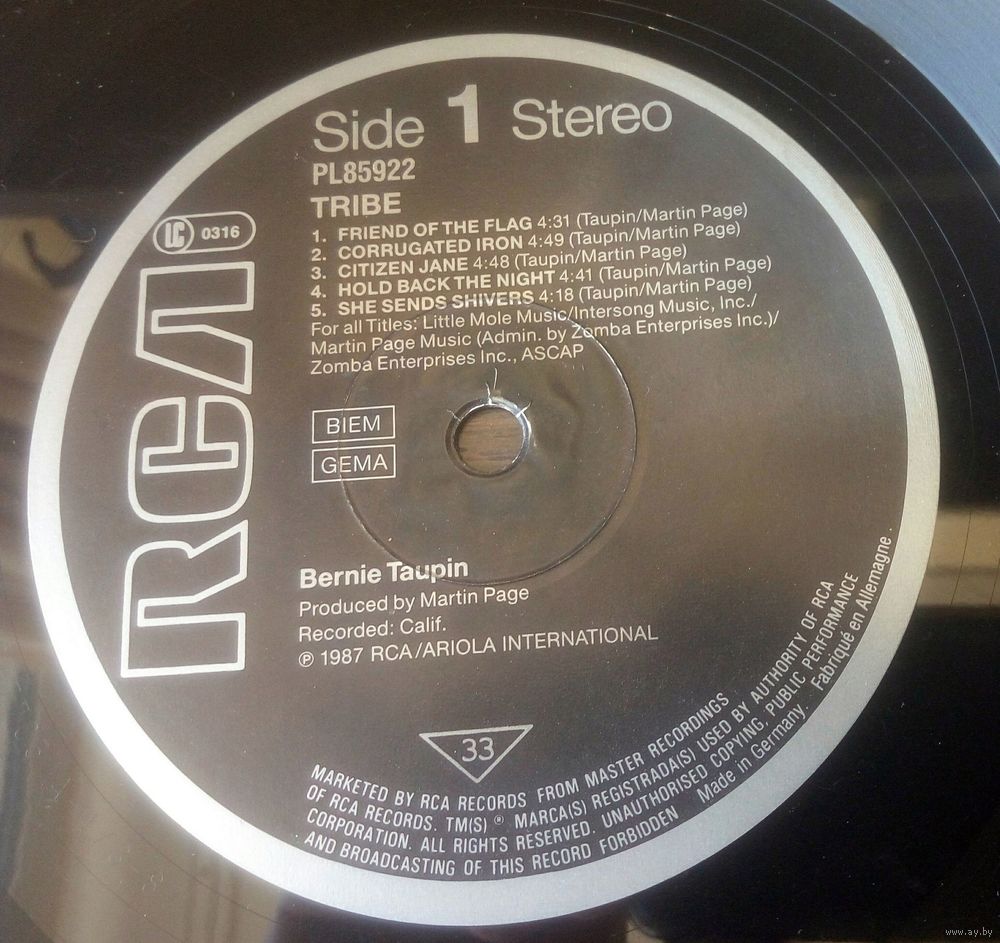 Side 1 Stereo
PL85922
TRIBE
1. FRIEND OF THE FLAG 4:31 (Taupin/Martin Page)
2. CORRUGATED IRON 4:49 (Taupin/Martin Page)
3. CITIZEN JANE 4:48 (Taupin/Martin Page)
4. HOLD BACK THE NIGHT 4:41 (Taupin/Martin Page)
5. SHE SENDS SHIVERS 4:18 (Taupin/Martin Page)
For all Titles: Little Mole Music/Intersong Music, Inc./
Martin Page Music (Admin. by Zomba Enterprises Inc.)/
Zomba Enterprises Inc., ASCAP
LC 0316
RCA
BIEM
GEMA
Bernie Taupin
Produced by Martin Page
Recorded: Calif.
℗ 1987 RCA/ARIOLA INTERNATIONAL
33
MARKETED BY RCA RECORDS FROM MASTER RECORDINGS
OF RCA RECORDS. TM(S) ® MARCA(S) REGISTRADA(S) USED BY AUTHORITY OF RCA
CORPORATION. ALL RIGHTS RESERVED. UNAUTHORISED COPYING, PUBLIC PERFORMANCE
AND BROADCASTING OF THIS RECORD FORBIDDEN Made in Germany. Fabriqué en Allemagne
www.ay.by